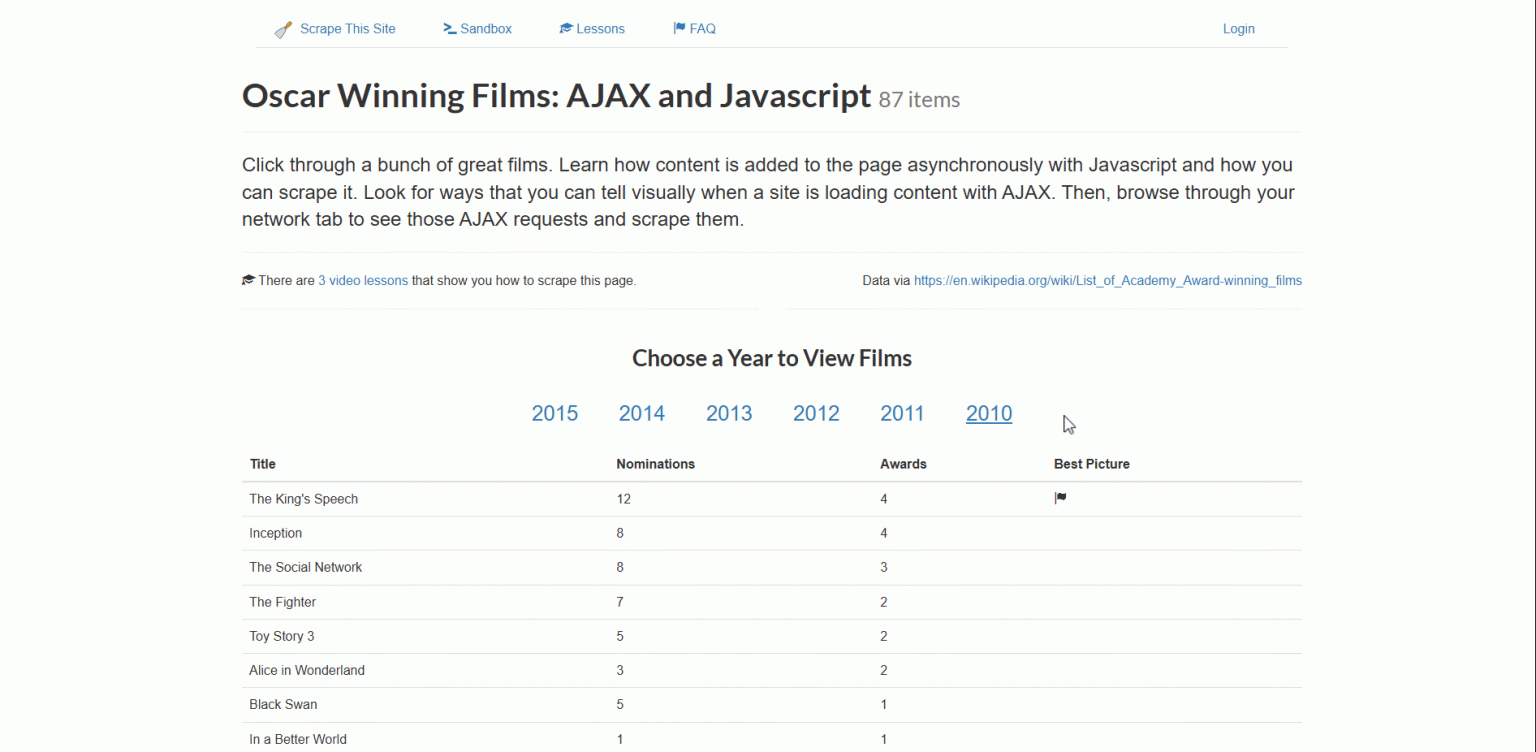 Scrape This Site Sandbox Lessons FAQ Login
Oscar Winning Films: AJAX and Javascript 87 items
Click through a bunch of great films. Learn how content is added to the page asynchronously with Javascript and how you
can scrape it. Look for ways that you can tell visually when a site is loading content with AJAX. Then, browse through your
network tab to see those AJAX requests and scrape them.
There are 3 video lessons that show you how to scrape this page.
Data via https://en.wikipedia.org/wiki/List_of_Academy_Award-winning_films
Choose a Year to View Films
2015 2014 2013 2012 2011 2010
Title Nominations Awards Best Picture
The King's Speech 12 4
Inception 8 4
The Social Network 8 3
The Fighter 7 2
Toy Story 3 5 2
Alice in Wonderland 3 2
Black Swan 5 1
In a Better World 1 1